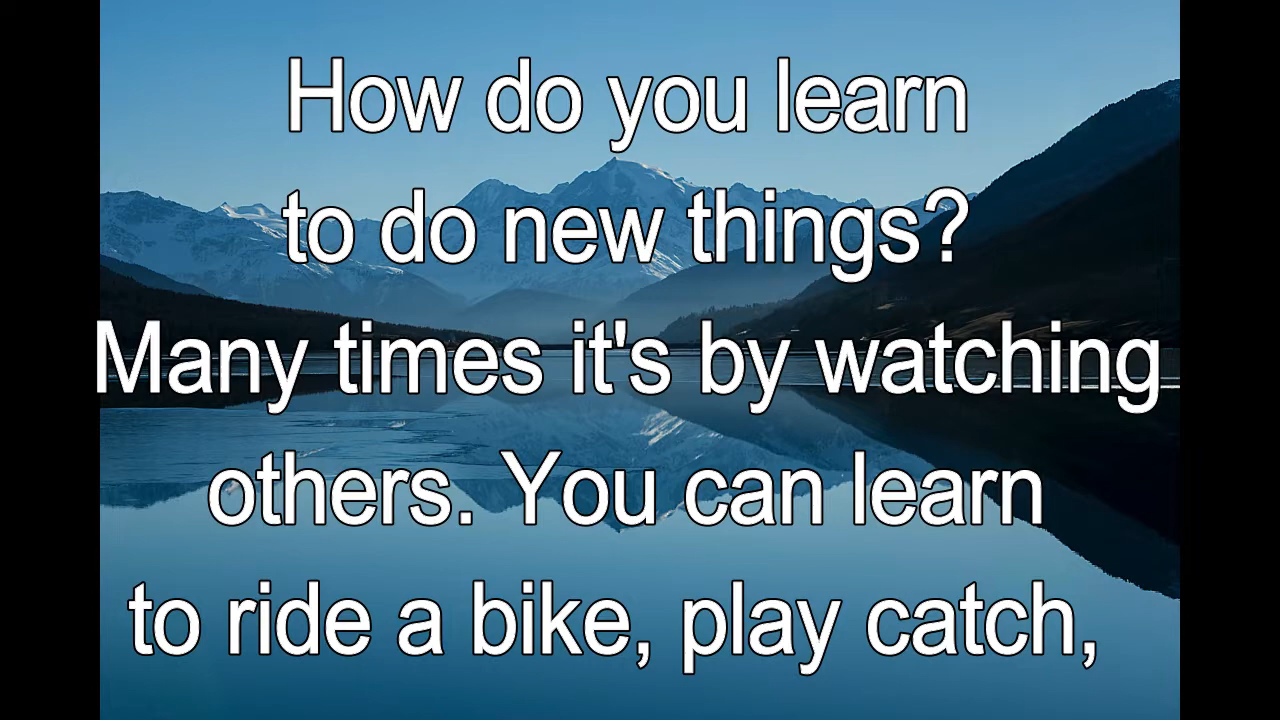 How do you learn
to do new things?
Many times it's by watching
others. You can learn
to ride a bike, play catch,